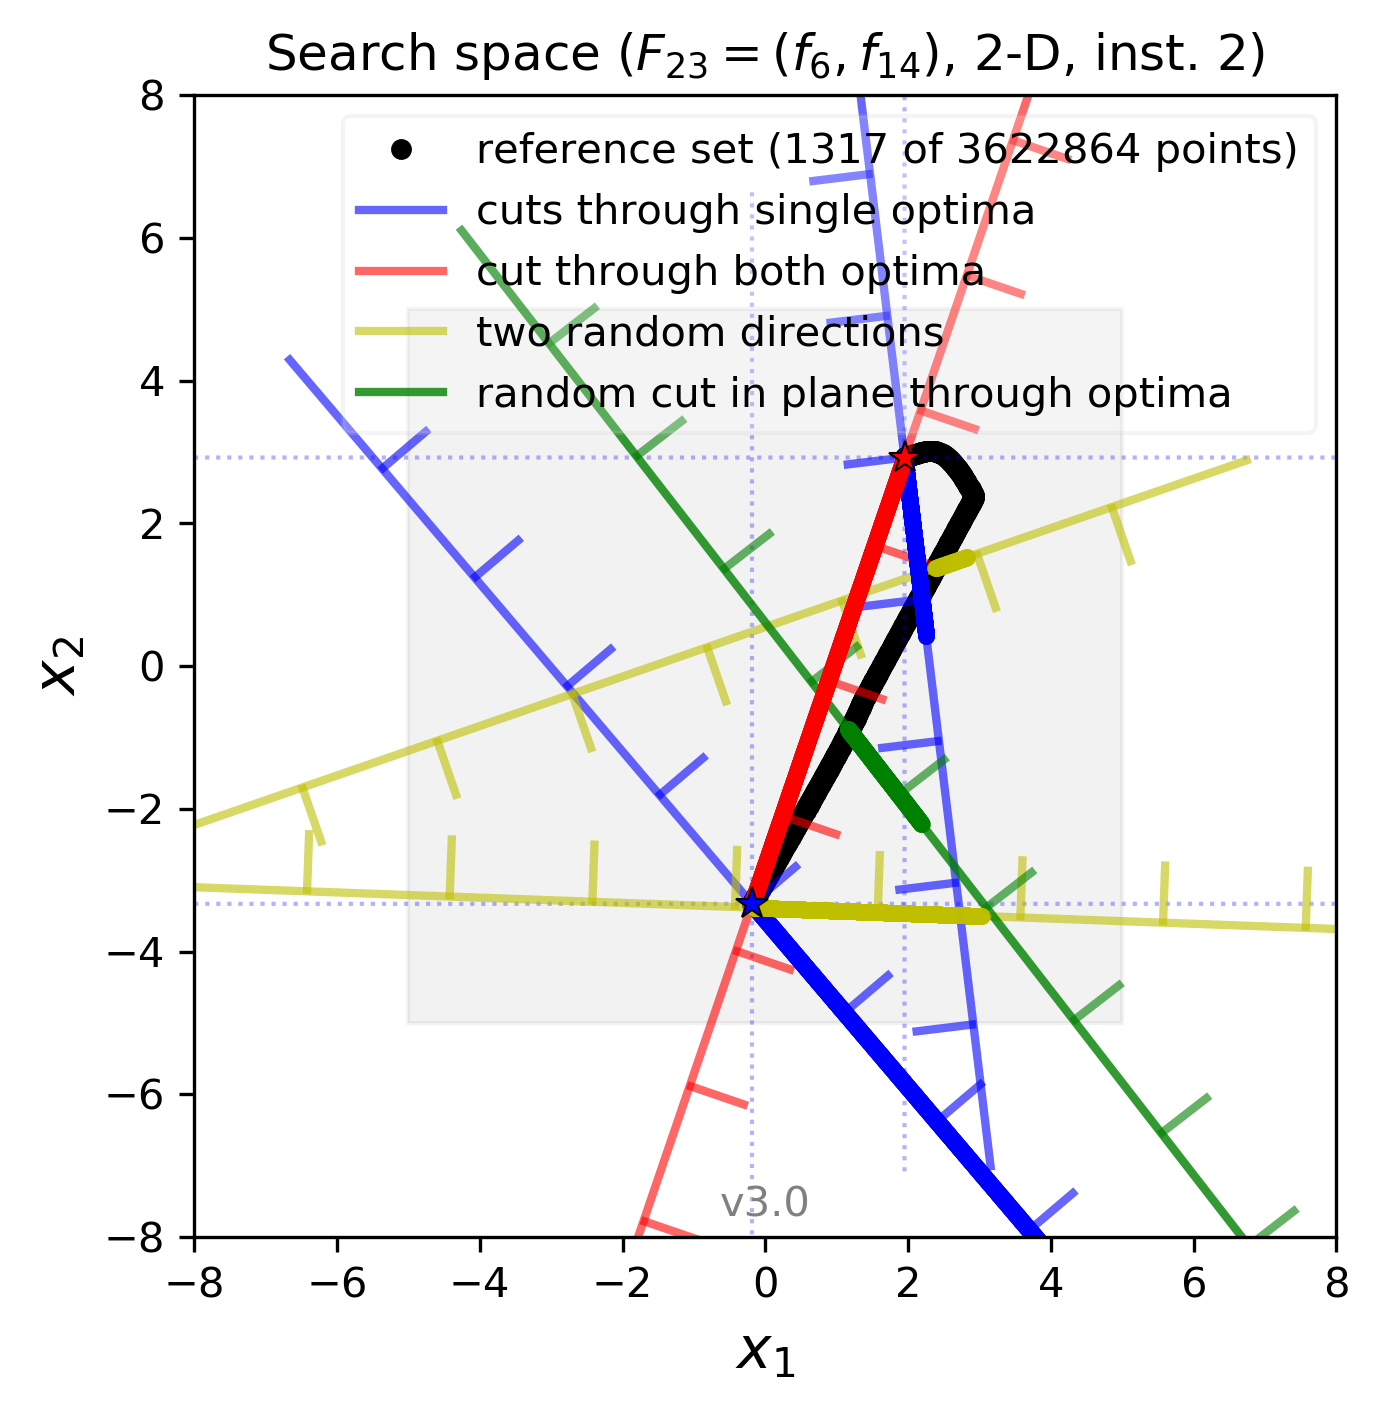 Search space (F23 = (f6, f14), 2-D, inst. 2)
reference set (1317 of 3622864 points)
cuts through single optima
cut through both optima
two random directions
random cut in plane through optima
8
6
4
2
0
−2
−4
−6
−8
x2
v3.0
−8 −6 −4 −2 0 2 4 6 8
x1